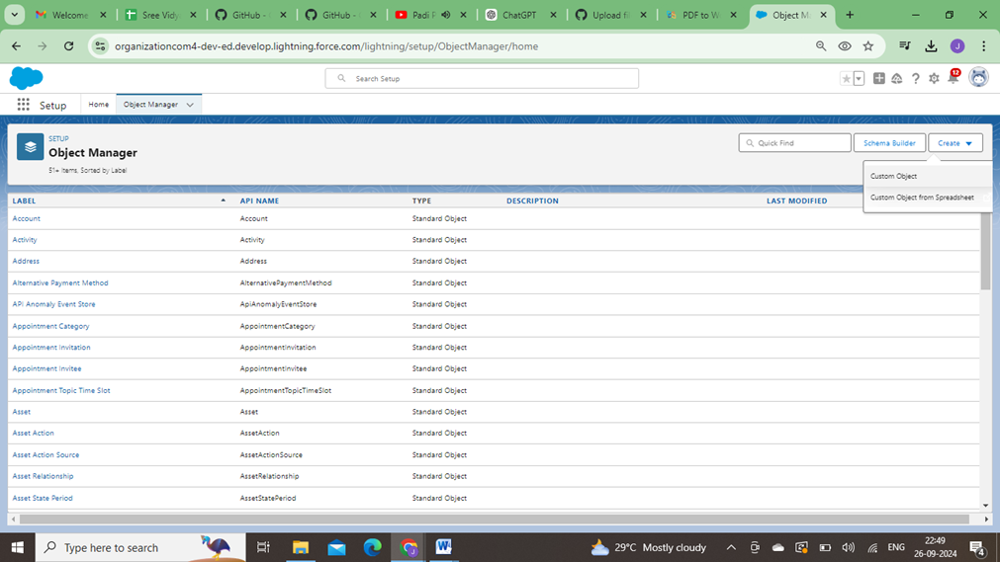 Welcome
Sree Vidy
GitHub - 
GitHub - 
Padi P
ChatGPT
Upload fil
PDF to W
Object M
organizationcom4-dev-ed.develop.lightning.force.com/lightning/setup/ObjectManager/home
J
Search Setup
12
Setup
Home
Object Manager
SETUP
Object Manager
51+ Items, Sorted by Label
Quick Find
Schema Builder
Create
Custom Object
Custom Object from Spreadsheet
LABEL API NAME TYPE DESCRIPTION LAST MODIFIED
Account Account Standard Object
Activity Activity Standard Object
Address Address Standard Object
Alternative Payment Method AlternativePaymentMethod Standard Object
API Anomaly Event Store ApiAnomalyEventStore Standard Object
Appointment Category AppointmentCategory Standard Object
Appointment Invitation AppointmentInvitation Standard Object
Appointment Invitee AppointmentInvitee Standard Object
Appointment Topic Time Slot AppointmentTopicTimeSlot Standard Object
Asset Asset Standard Object
Asset Action AssetAction Standard Object
Asset Action Source AssetActionSource Standard Object
Asset Relationship AssetRelationship Standard Object
Asset State Period AssetStatePeriod Standard Object
Type here to search
29°C Mostly cloudy
ENG
22:49
26-09-2024
4